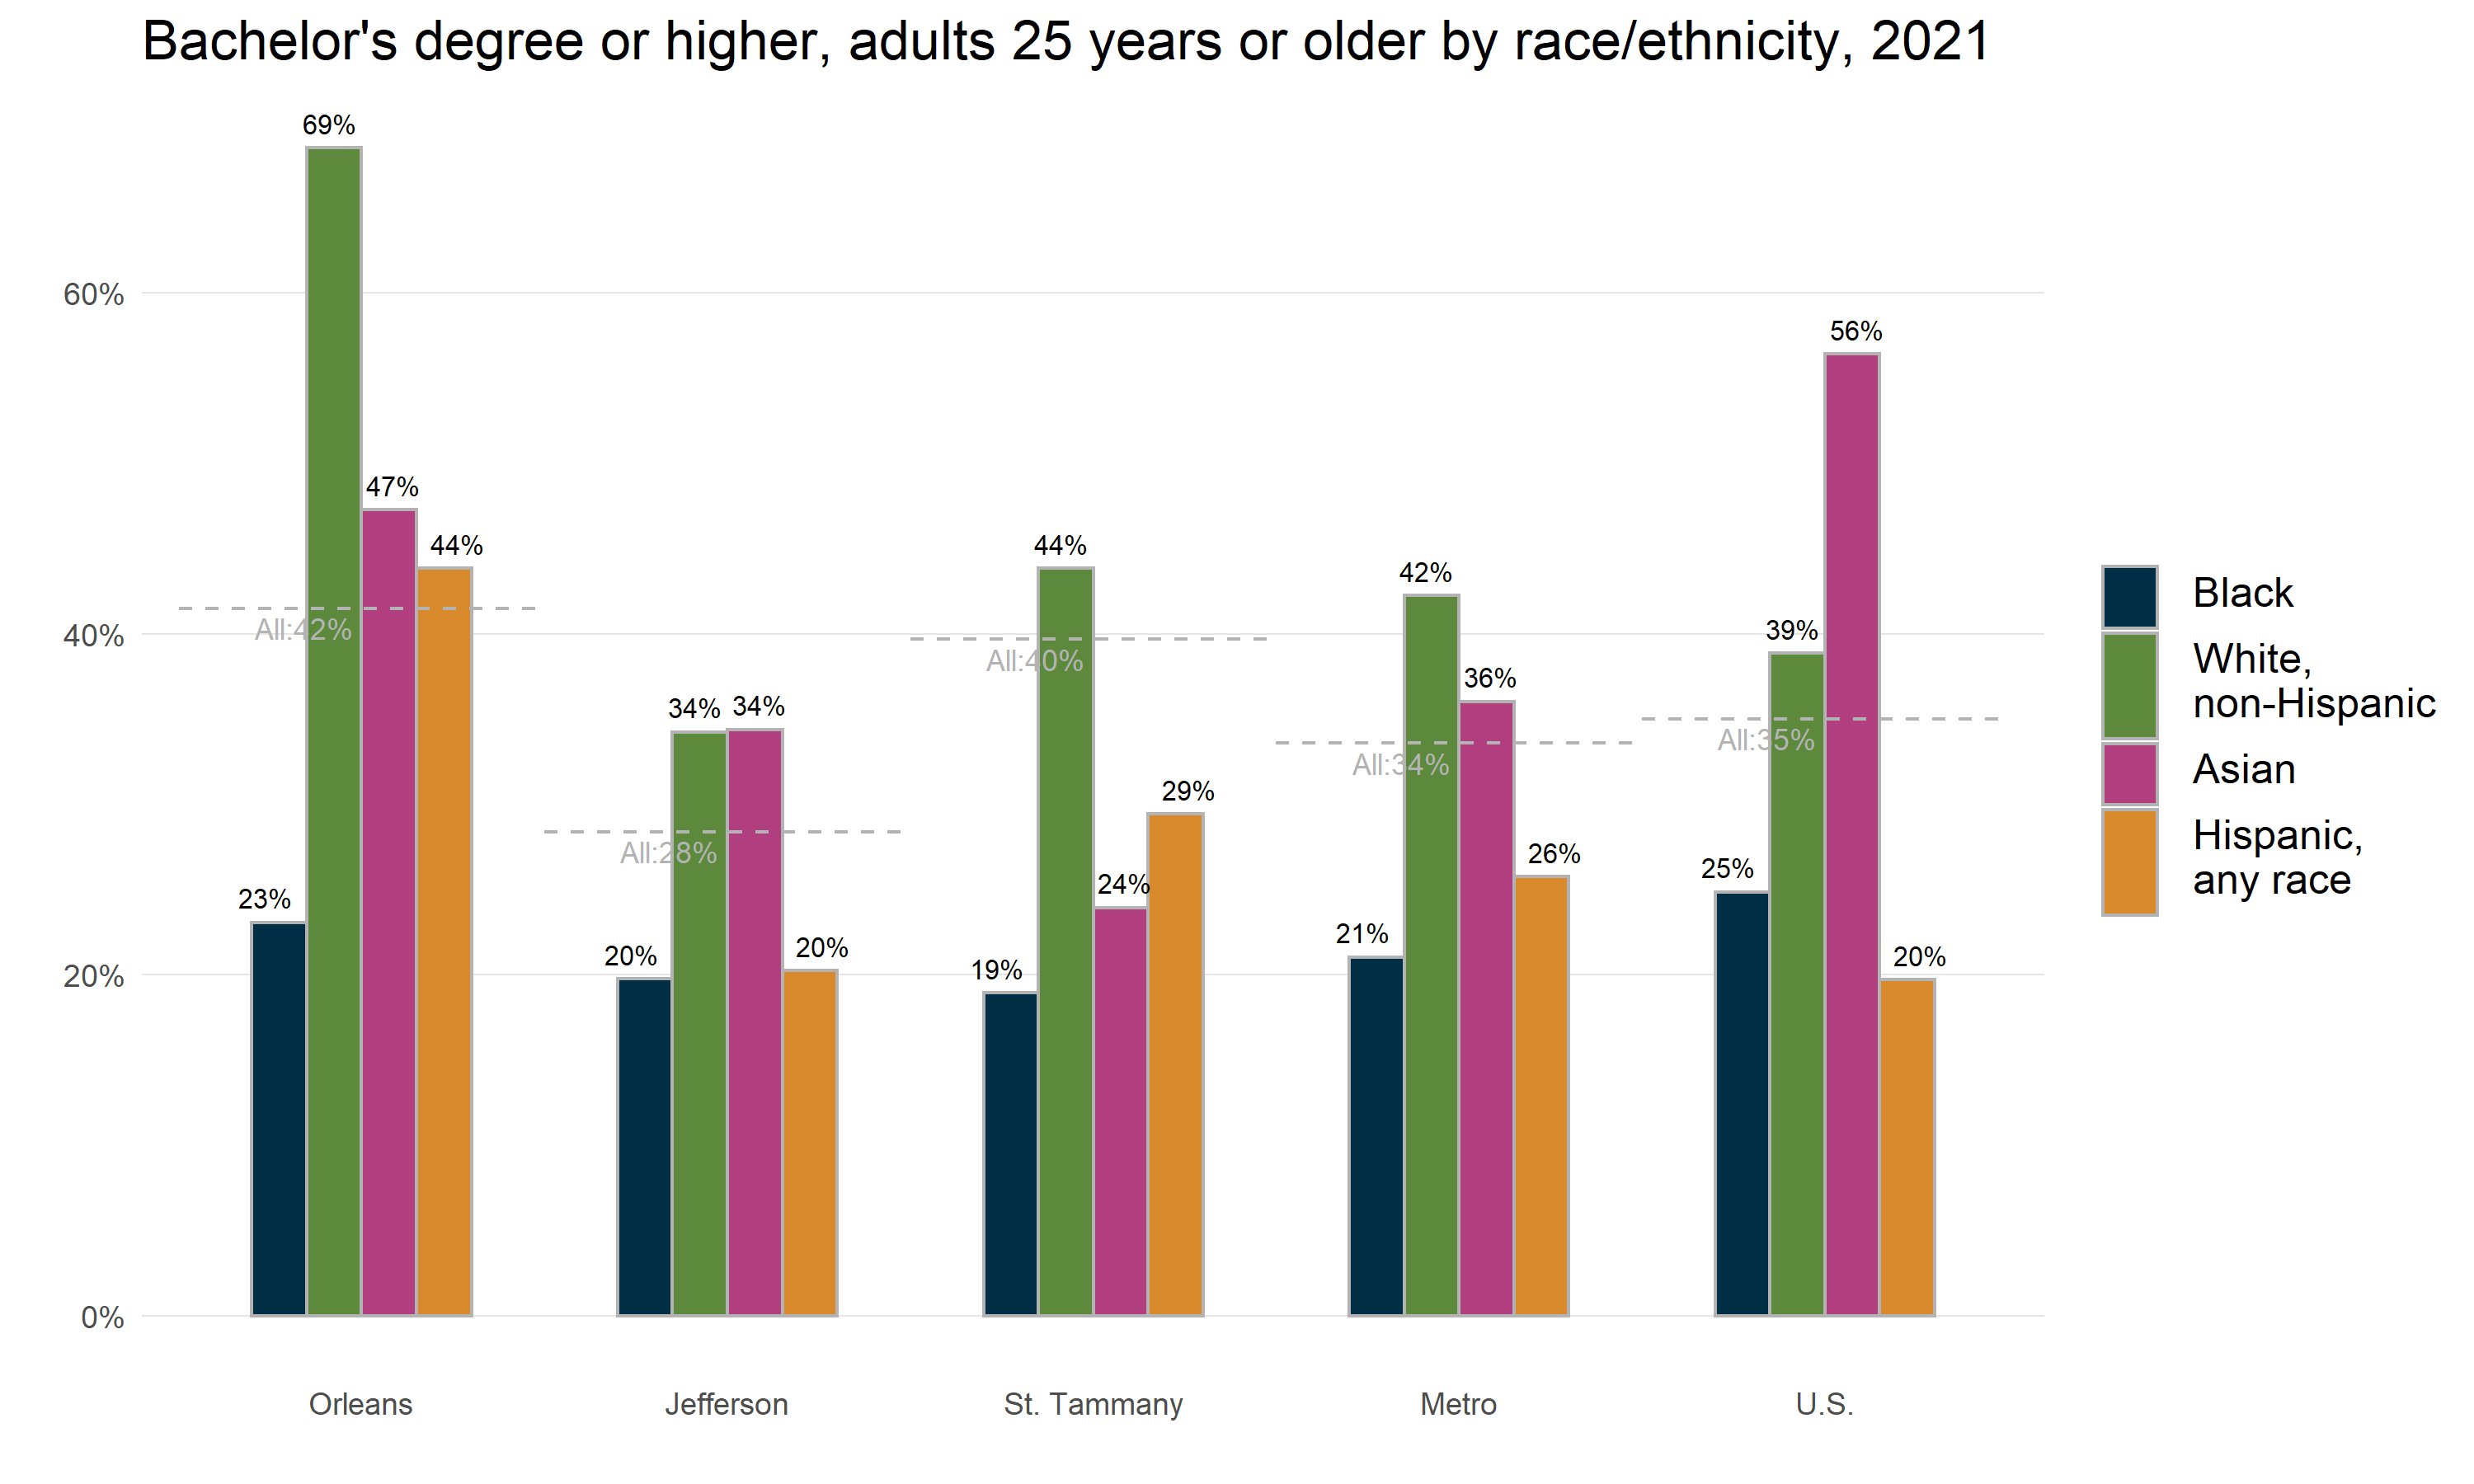 Bachelor's degree or higher, adults 25 years or older by race/ethnicity, 2021
60%
40%
20%
0%
69%
47%
44%
All:42%
23%
34%
34%
All:28%
20%
20%
44%
All:40%
29%
24%
19%
42%
36%
All:34%
26%
21%
56%
39%
All:35%
25%
20%
Orleans
Jefferson
St. Tammany
Metro
U.S.
Black
White,
non-Hispanic
Asian
Hispanic,
any race